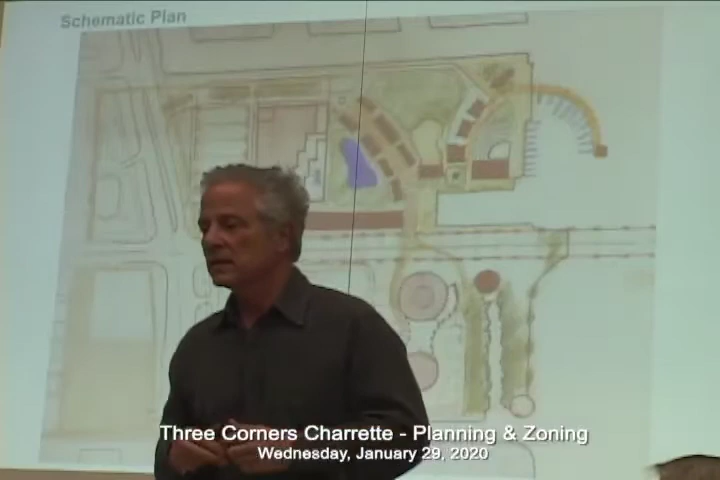 Schematic Plan
Three Corners Charrette - Planning & Zoning
Wednesday, January 29, 2020